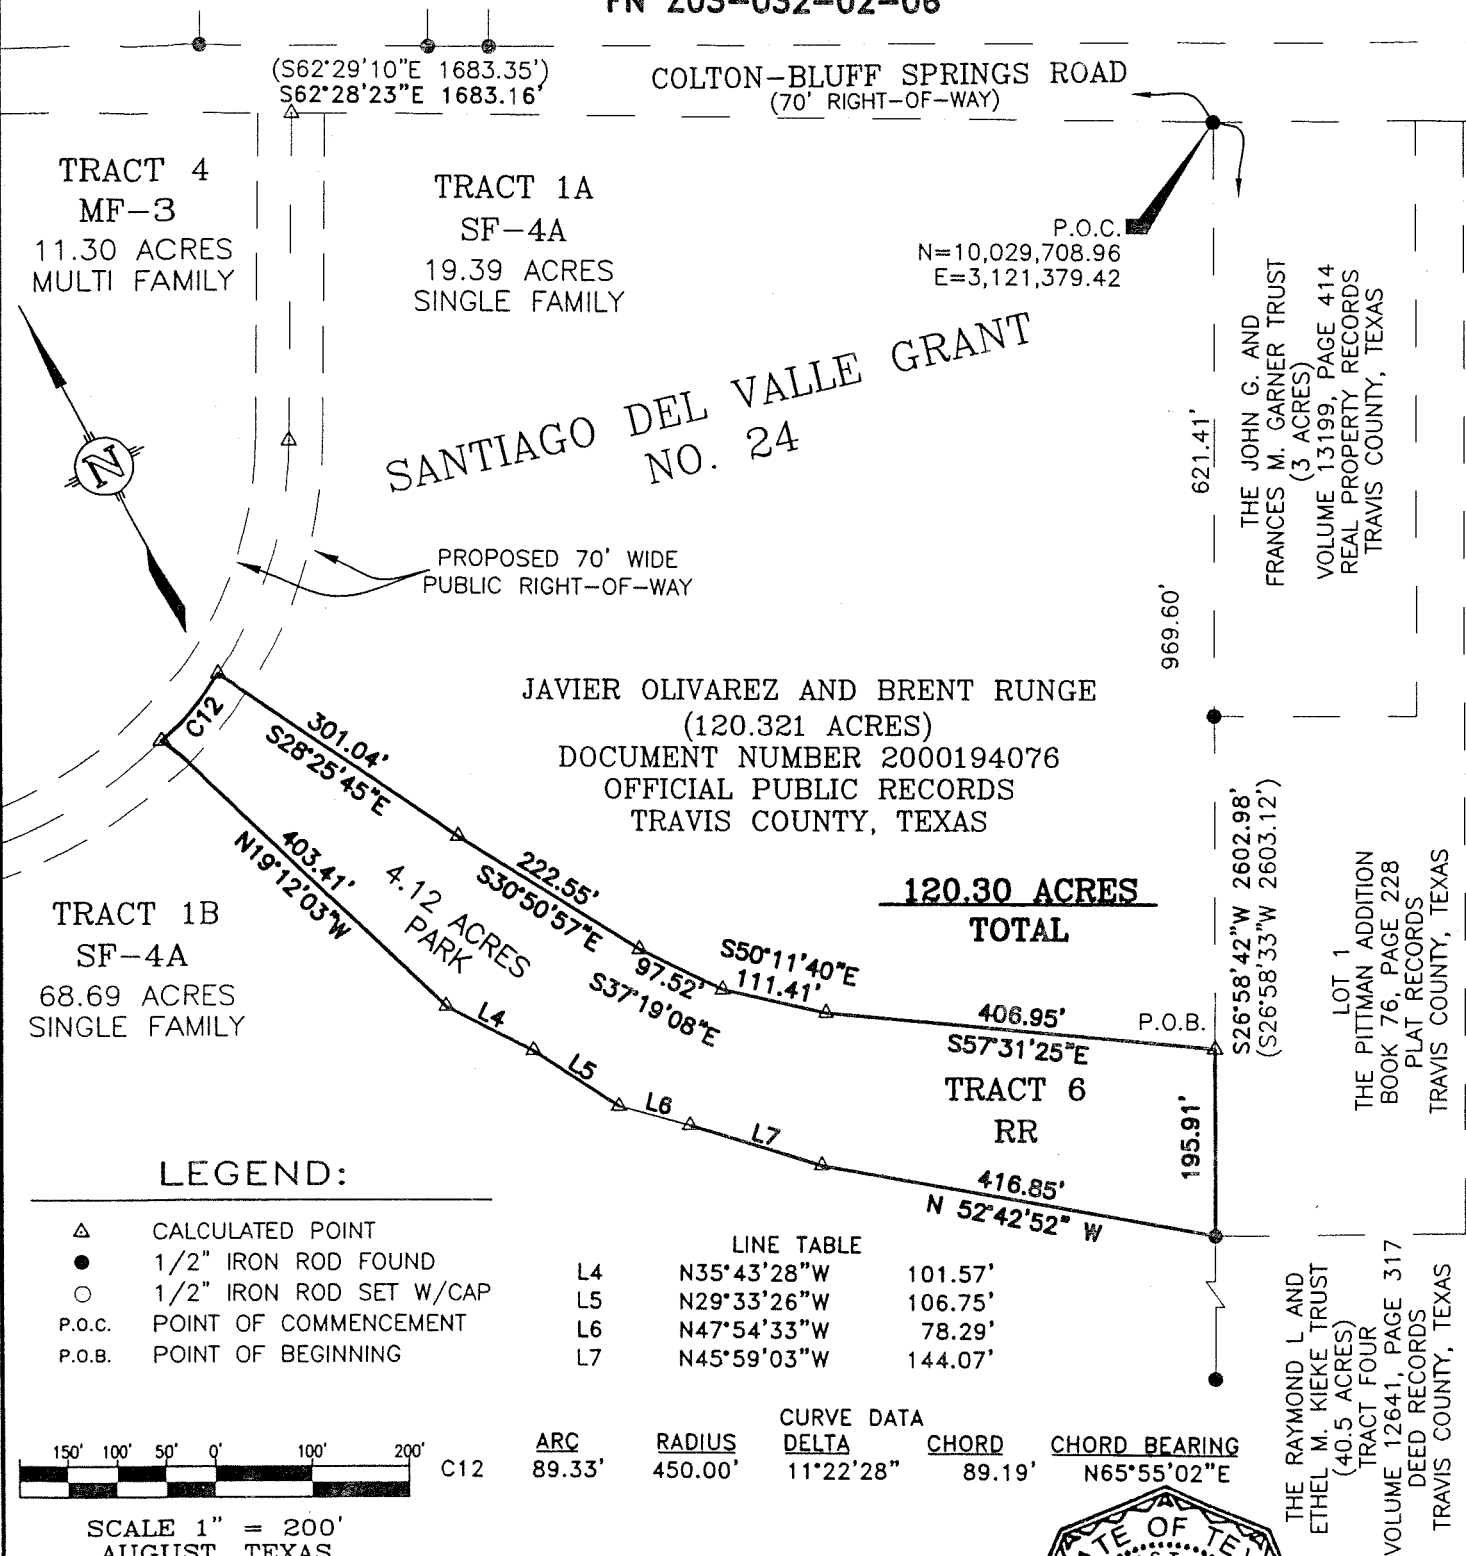 FN Z03-032-02-06
(S62°29'10"E 1683.35')
S62°28'23"E 1683.16'
COLTON-BLUFF SPRINGS ROAD
(70' RIGHT-OF-WAY)
TRACT 4
MF-3
11.30 ACRES
MULTI FAMILY
TRACT 1A
SF-4A
19.39 ACRES
SINGLE FAMILY
P.O.C.
N=10,029,708.96
E=3,121,379.42
SANTIAGO DEL VALLE GRANT
NO. 24
N
THE JOHN G. AND
FRANCES M. GARNER TRUST
(3 ACRES)
VOLUME 13199, PAGE 414
REAL PROPERTY RECORDS
TRAVIS COUNTY, TEXAS
621.41'
969.60'
PROPOSED 70' WIDE
PUBLIC RIGHT-OF-WAY
JAVIER OLIVAREZ AND BRENT RUNGE
(120.321 ACRES)
DOCUMENT NUMBER 2000194076
OFFICIAL PUBLIC RECORDS
TRAVIS COUNTY, TEXAS
C12
301.04'
S28°25'45"E
403.41'
N19°12'03"W
222.55'
S30°50'57"E
4.12 ACRES
PARK
97.52'
S37°19'08"E
S50°11'40"E
111.41'
120.30 ACRES
TOTAL
406.95'
S57°31'25"E
P.O.B.
S26°58'42"W 2602.98'
(S26°58'33"W 2603.12')
LOT 1
THE PITTMAN ADDITION
BOOK 76, PAGE 228
PLAT RECORDS
TRAVIS COUNTY, TEXAS
TRACT 1B
SF-4A
68.69 ACRES
SINGLE FAMILY
L4
L5
L6
L7
TRACT 6
RR
195.91'
416.85'
N 52°42'52" W
LEGEND:
CALCULATED POINT
1/2" IRON ROD FOUND
1/2" IRON ROD SET W/CAP
P.O.C. POINT OF COMMENCEMENT
P.O.B. POINT OF BEGINNING
LINE TABLE
L4 N35°43'28"W 101.57'
L5 N29°33'26"W 106.75'
L6 N47°54'33"W 78.29'
L7 N45°59'03"W 144.07'
THE RAYMOND L AND
ETHEL M. KIEKE TRUST
(40.5 ACRES)
TRACT FOUR
VOLUME 12641, PAGE 317
DEED RECORDS
TRAVIS COUNTY, TEXAS
CURVE DATA
ARC RADIUS DELTA CHORD CHORD BEARING
C12 89.33' 450.00' 11°22'28" 89.19' N65°55'02"E
150' 100' 50' 0' 100' 200'
SCALE 1" = 200'
AUGUST, TEXAS
OF